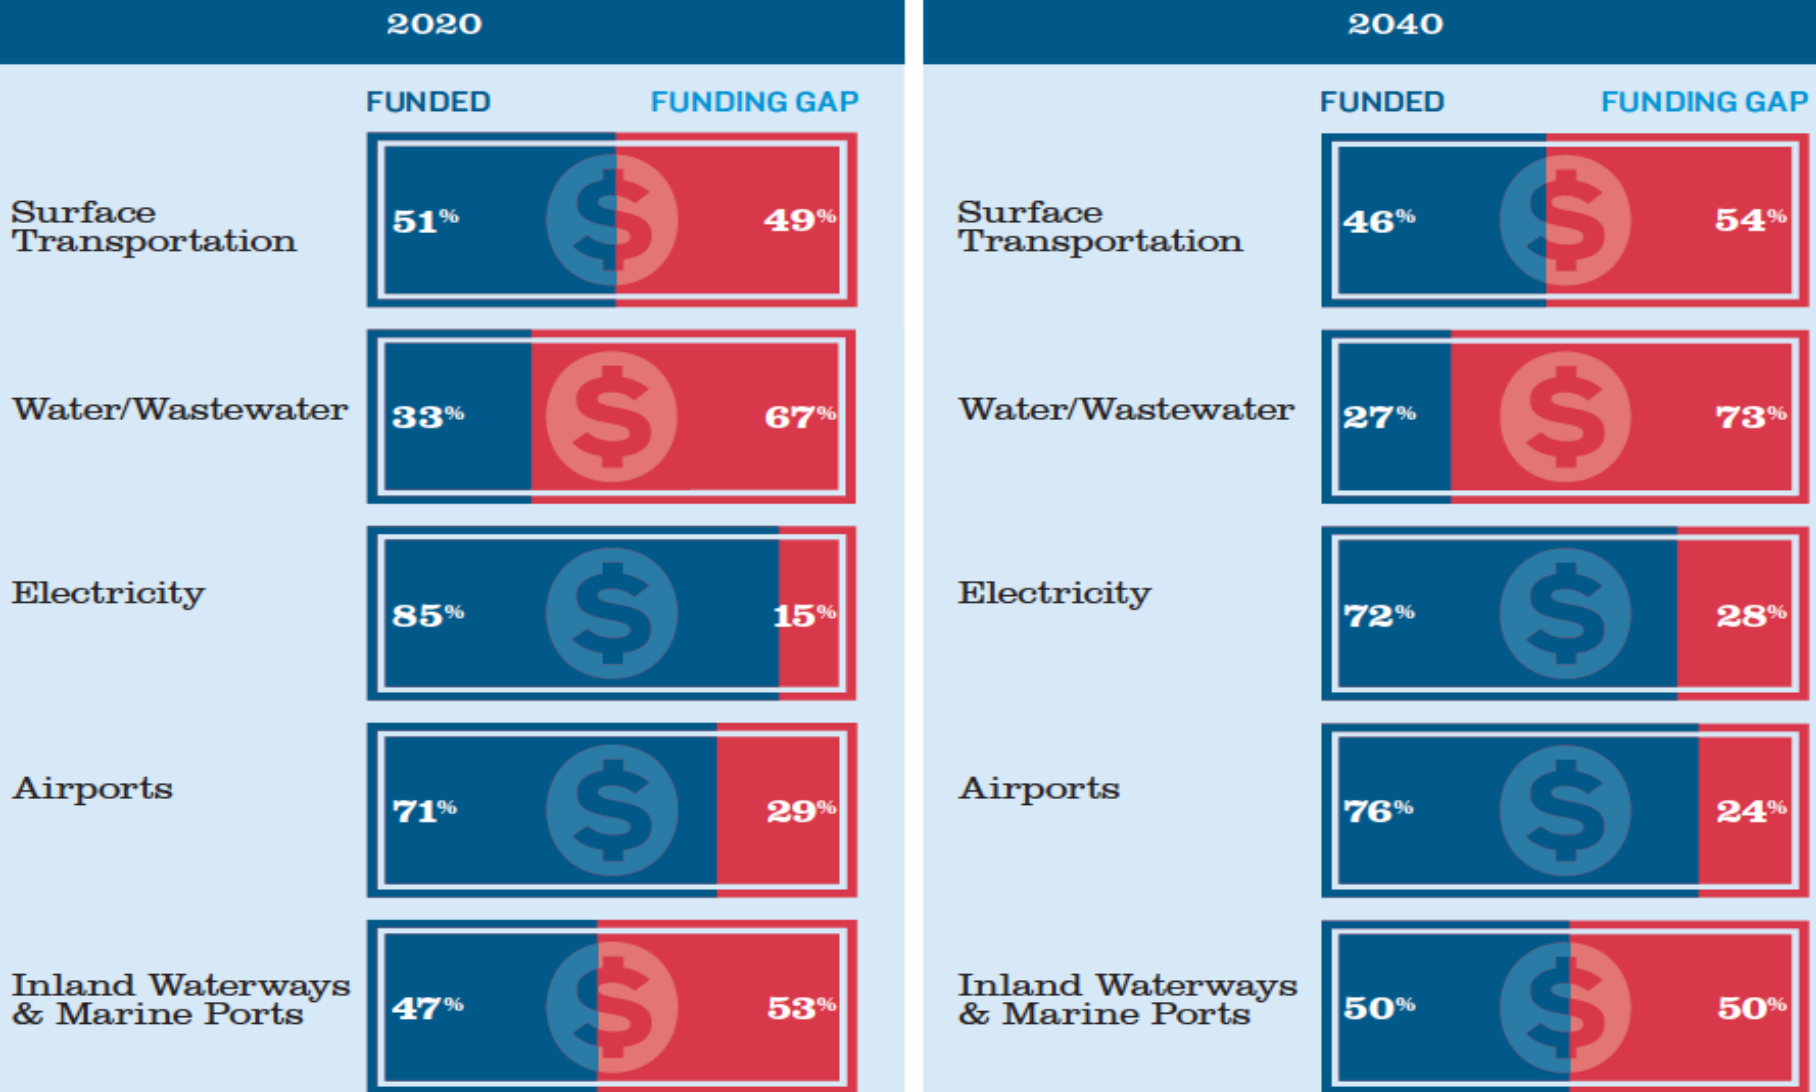 2020
FUNDED FUNDING GAP
Surface
Transportation
51% 49%
Water/Wastewater 33% 67%
Electricity 85% 15%
Airports 71% 29%
Inland Waterways
& Marine Ports
47% 53%
2040
FUNDED FUNDING GAP
Surface
Transportation
46% 54%
Water/Wastewater 27% 73%
Electricity 72% 28%
Airports 76% 24%
Inland Waterways
& Marine Ports
50% 50%